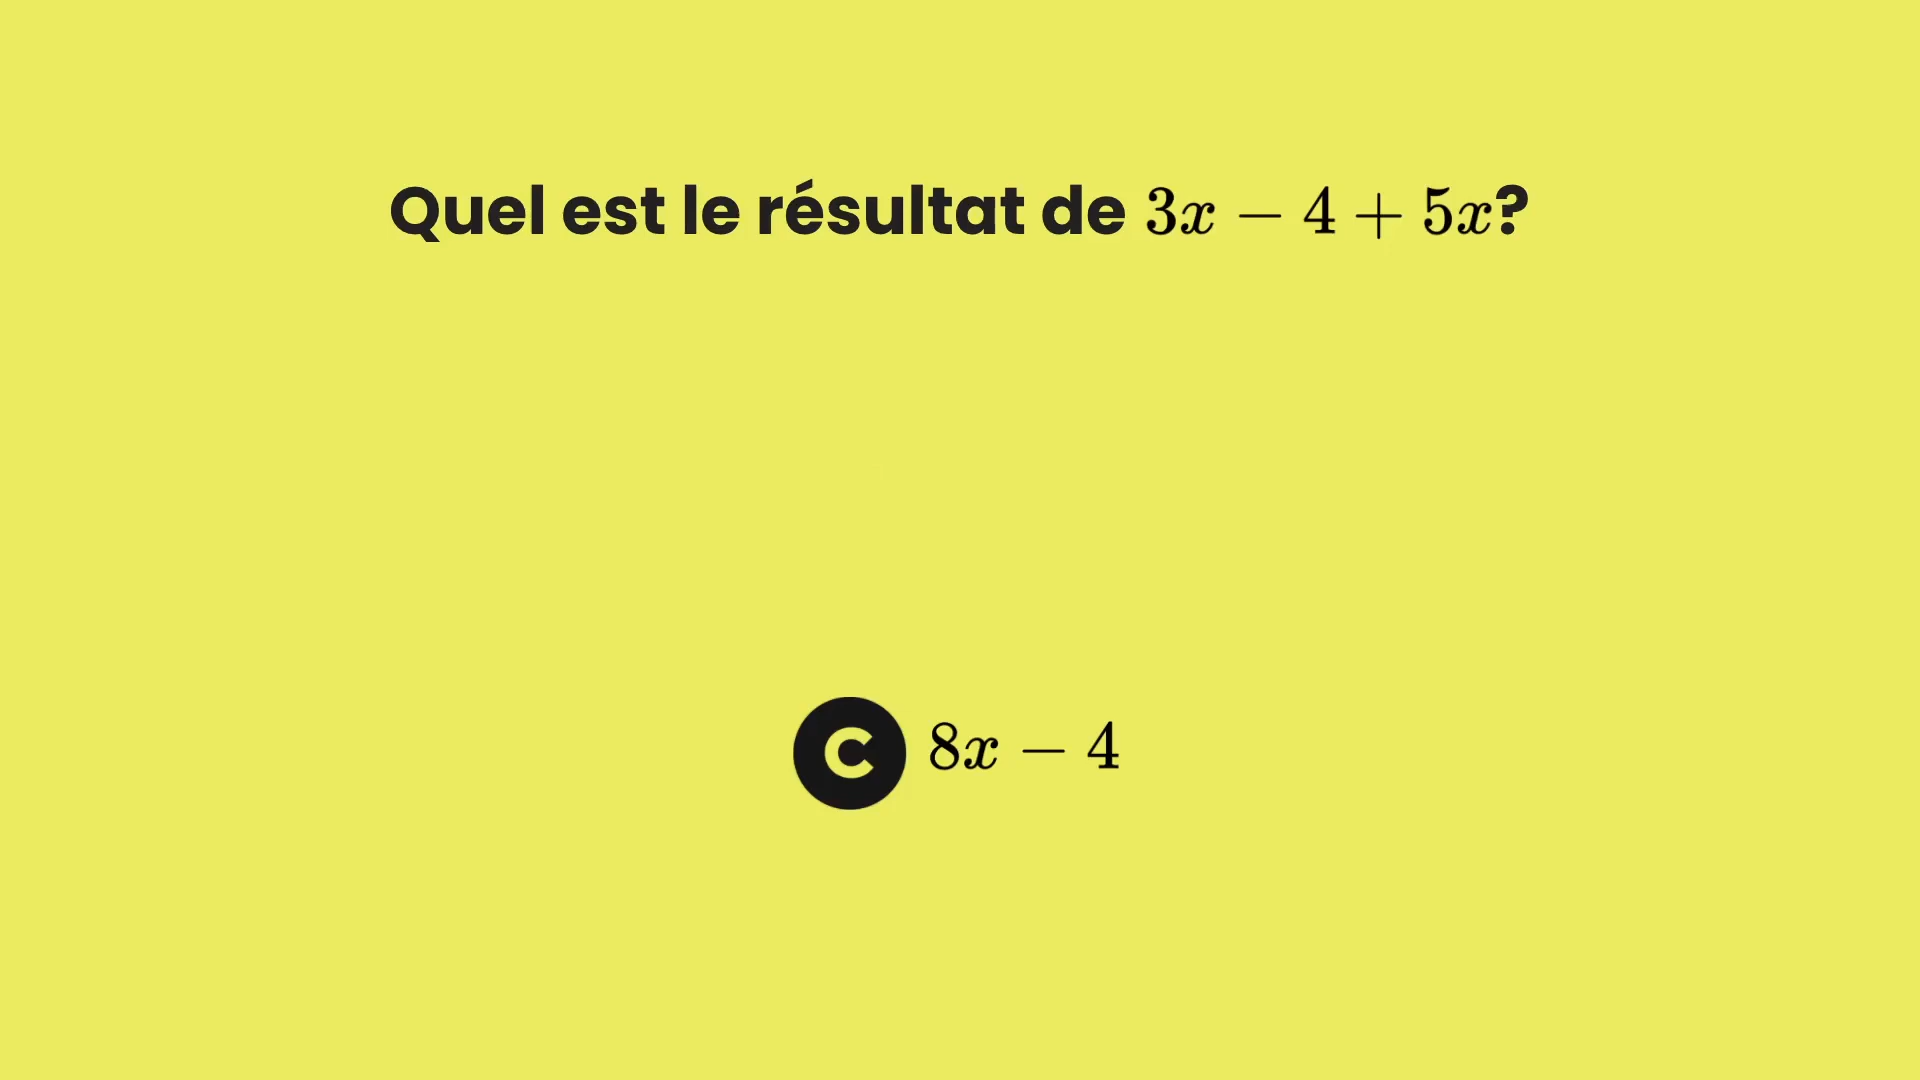 Quel est le résultat de 3x − 4 + 5x?
C 8x − 4